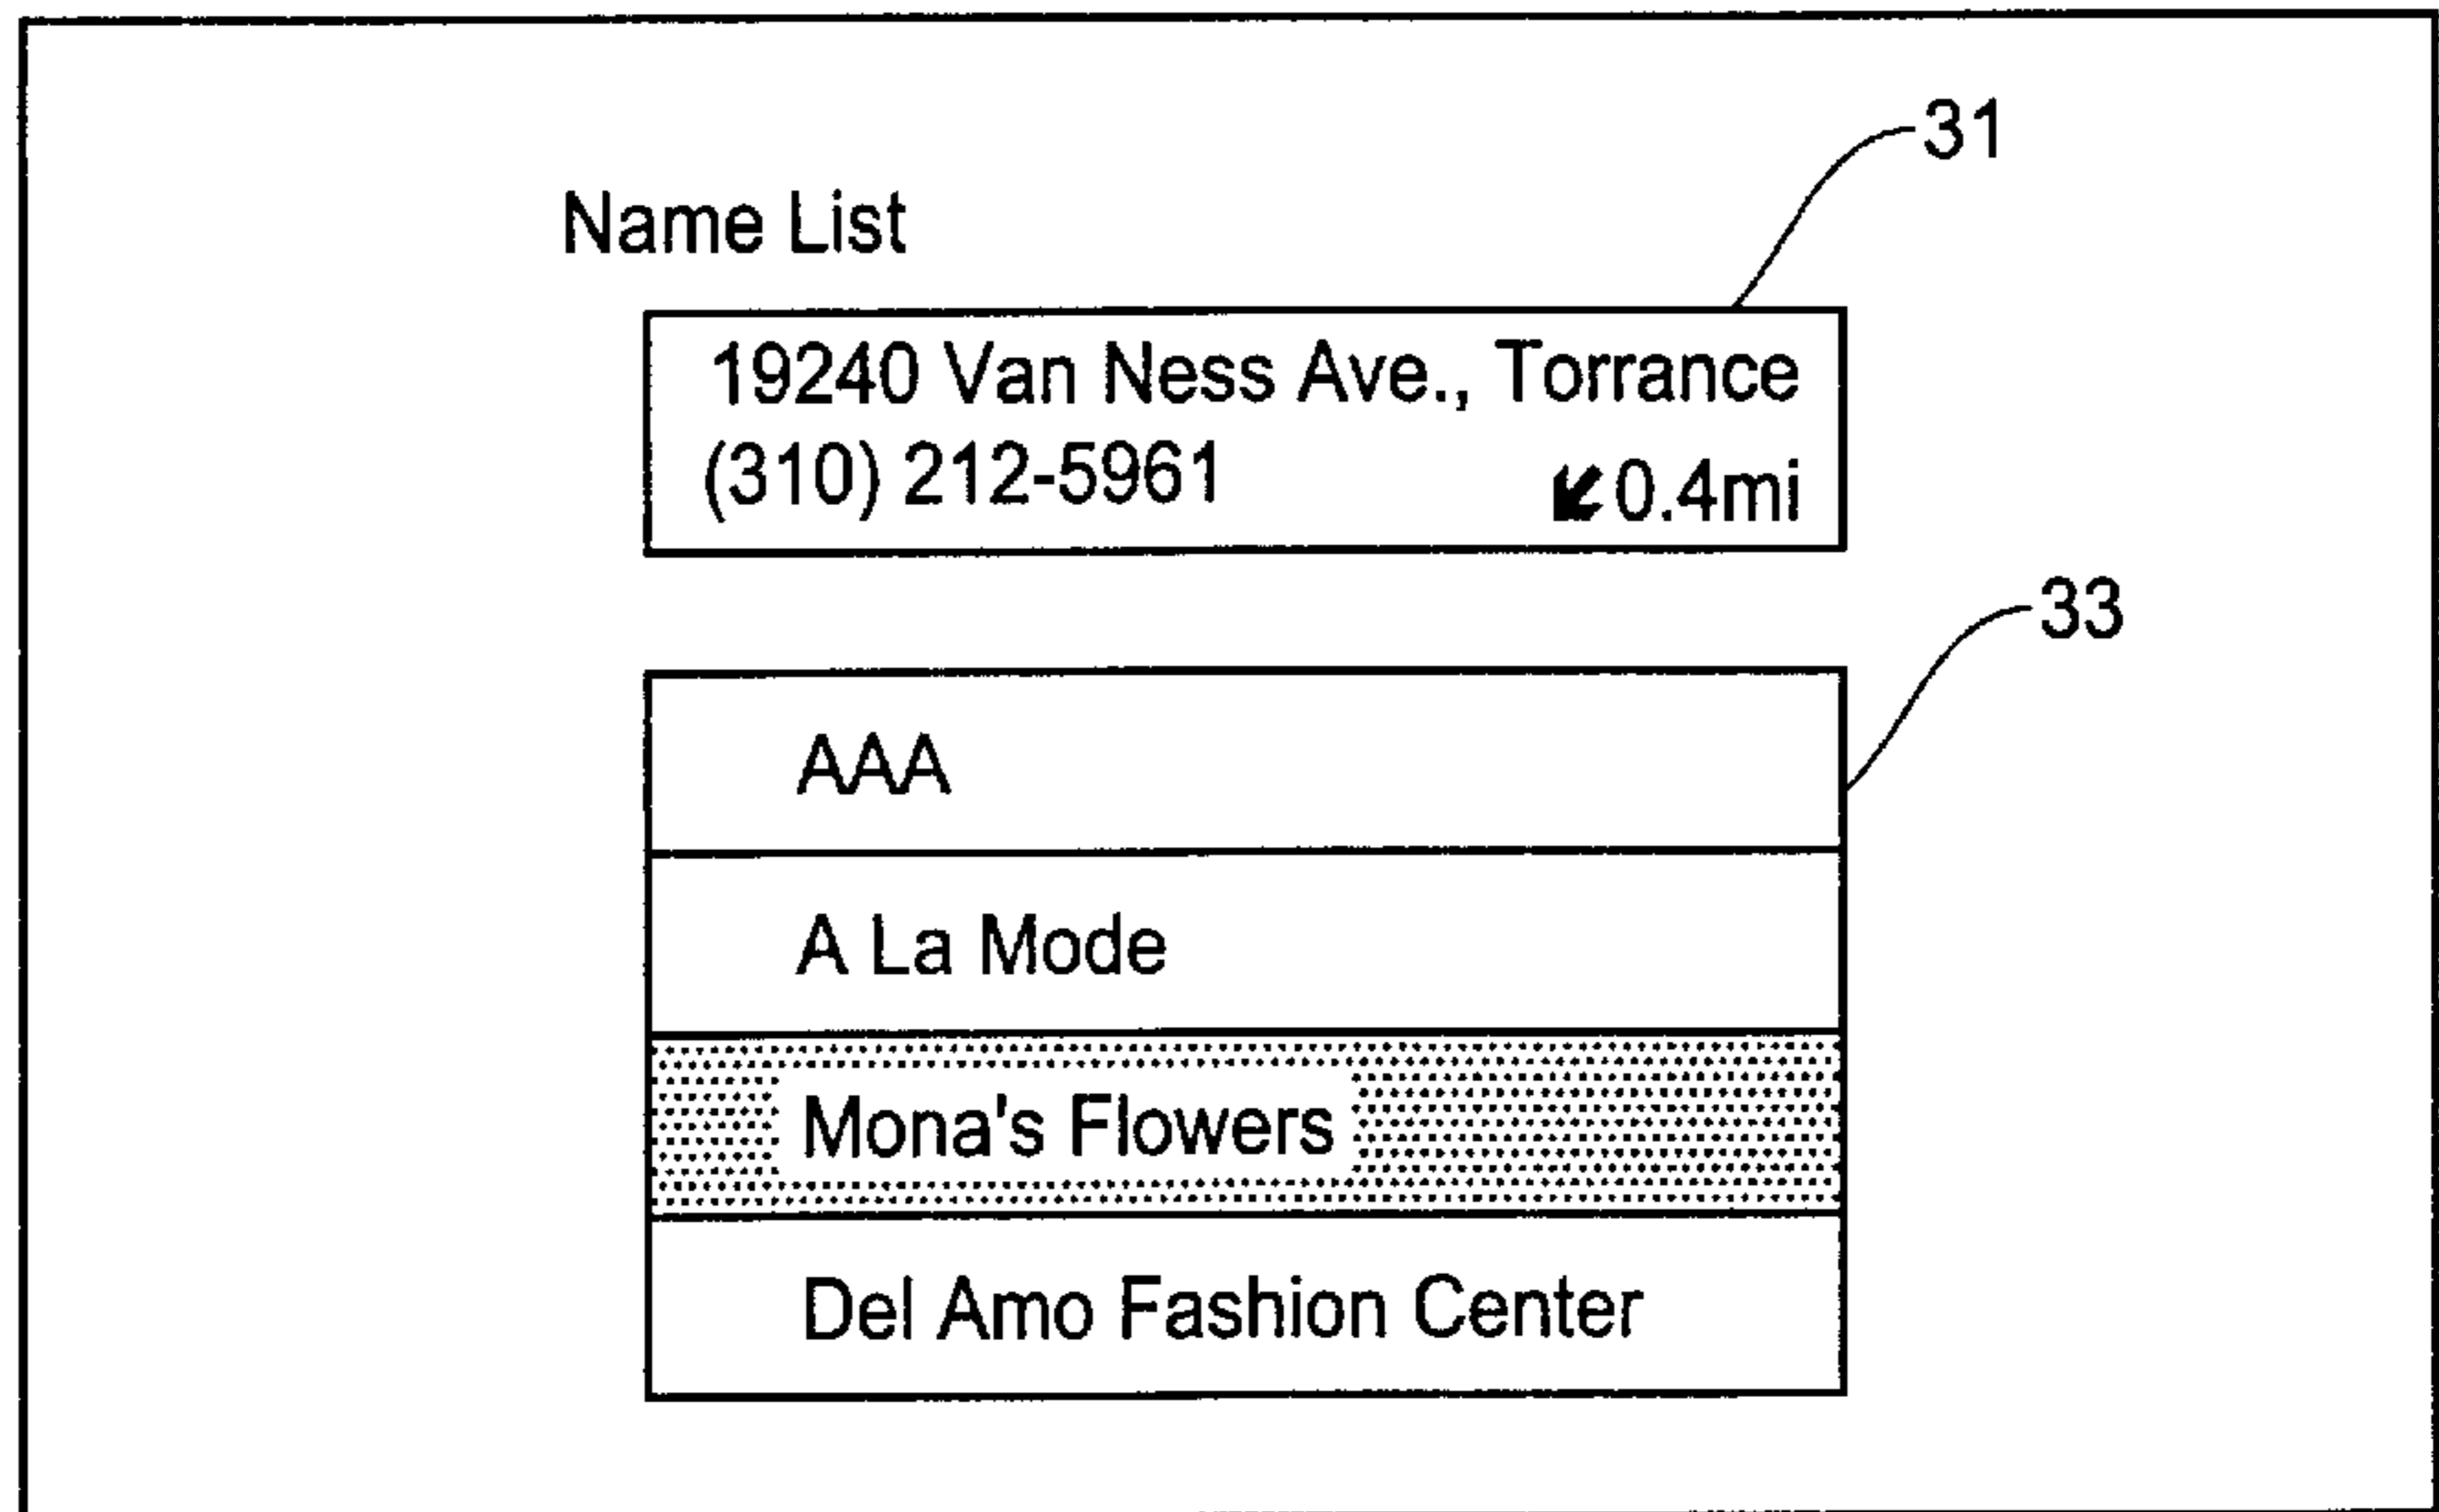 31
Name List
19240 Van Ness Ave., Torrance
(310) 212-5961
↙0.4mi
33
AAA
A La Mode
Mona's Flowers
Del Amo Fashion Center